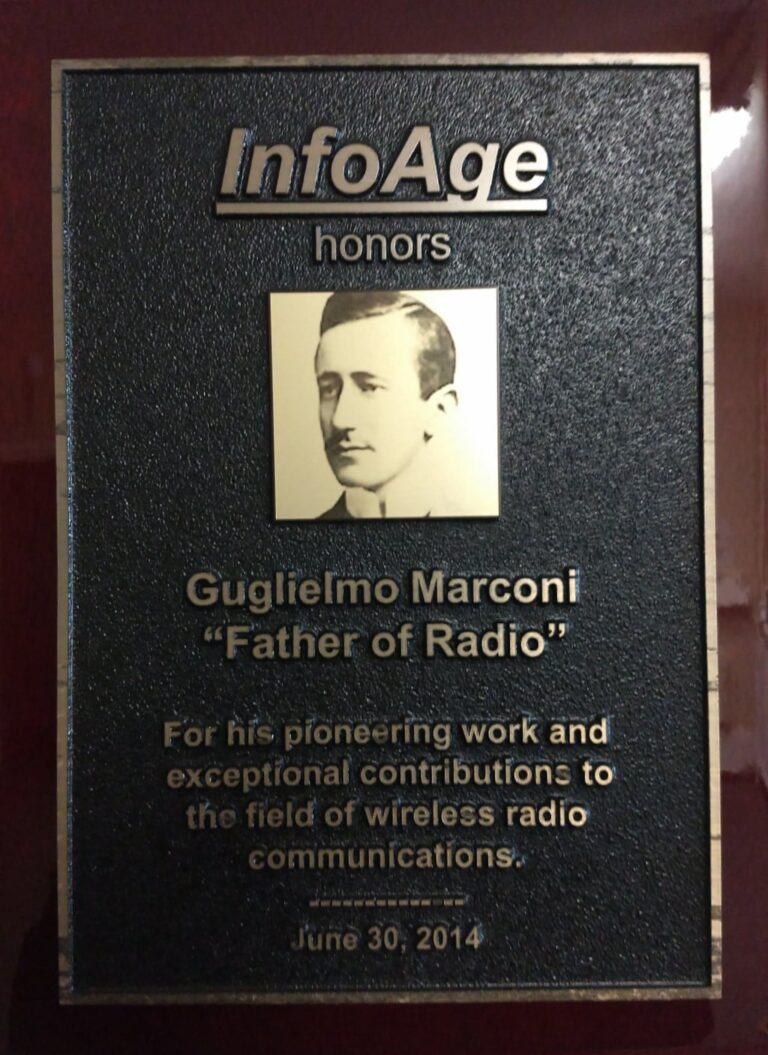 InfoAge
honors
Guglielmo Marconi
“Father of Radio”
For his pioneering work and
exceptional contributions to
the field of wireless radio
communications.
------------
June 30, 2014